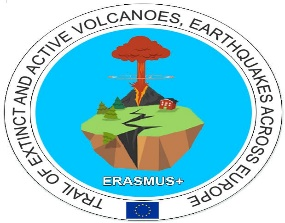 TRAIL OF EXTINCT AND ACTIVE VOLCANOES, EARTHQUAKES ACROSS EUROPE
ERASMUS+